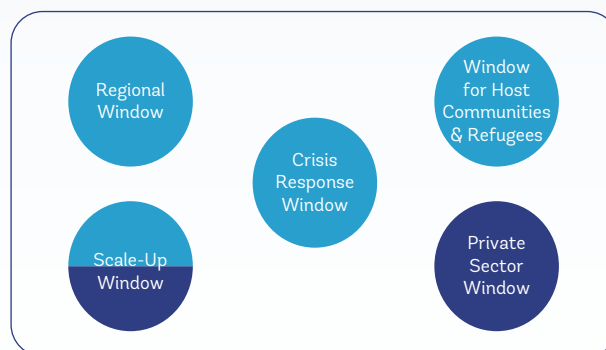 Regional
Window
Window
for Host
Communities
& Refugees
Crisis
Response
Window
Scale-Up
Window
Private
Sector
Window